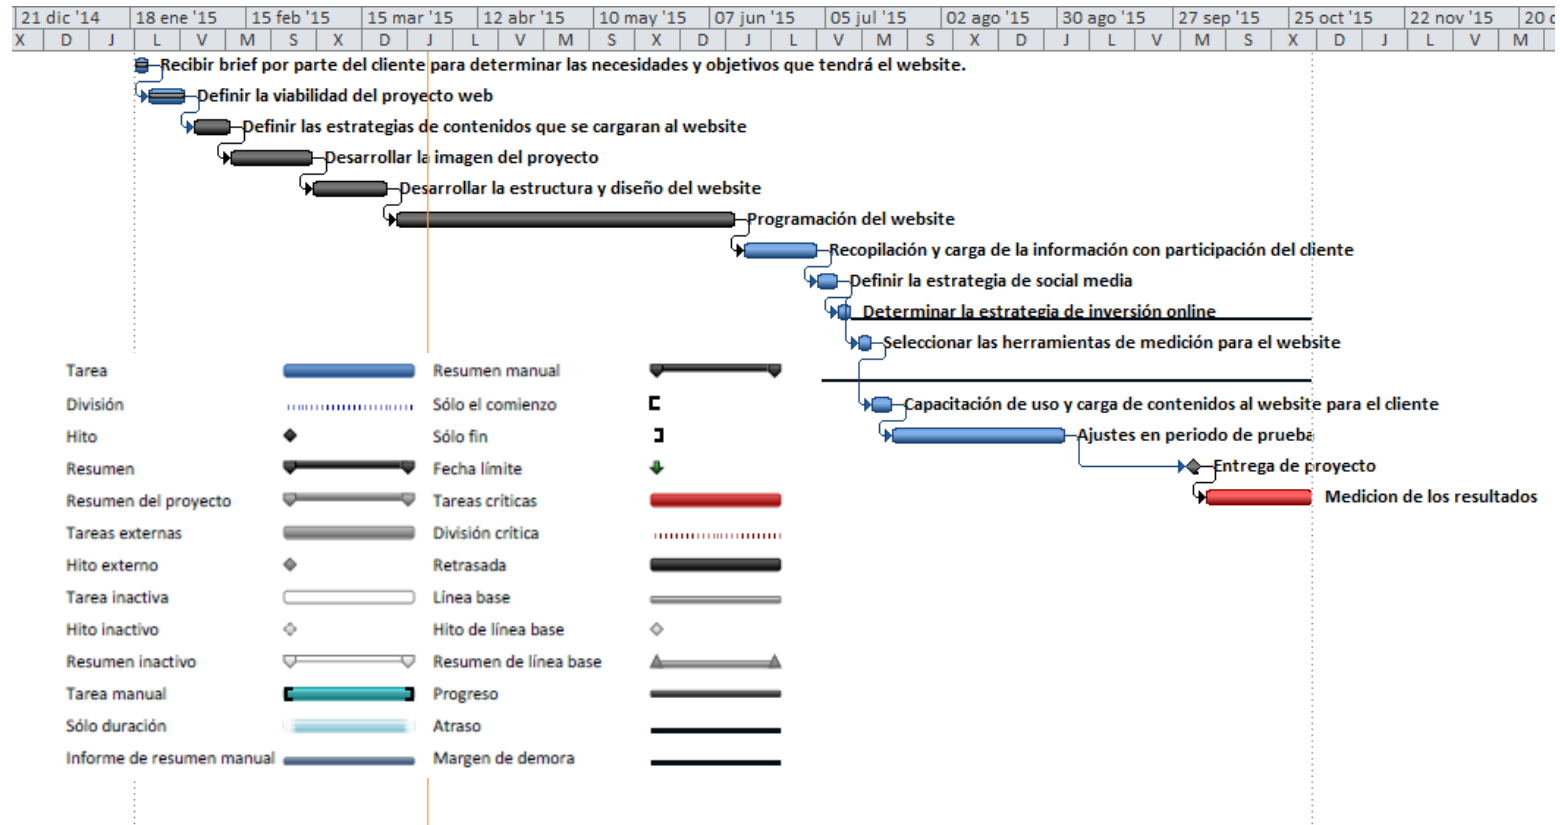 21 dic '14 18 ene '15 15 feb '15 15 mar '15 12 abr '15 10 may '15 07 jun '15 05 jul '15 02 ago '15 30 ago '15 27 sep '15 25 oct '15 22 nov '15 20
X D J L V M S X D J L V M S X D J L V M S X D J L V M S X D J L V M
Recibir brief por parte del cliente para determinar las necesidades y objetivos que tendrá el website.
Definir la viabilidad del proyecto web
Definir las estrategias de contenidos que se cargaran al website
Desarrollar la imagen del proyecto
Desarrollar la estructura y diseño del website
Programación del website
Recopilación y carga de la información con participación del cliente
Definir la estrategia de social media
Determinar la estrategia de inversión online
Seleccionar las herramientas de medición para el website
Capacitación de uso y carga de contenidos al website para el cliente
Ajustes en periodo de prueba
Entrega de proyecto
Medicion de los resultados
Tarea
División
Hito
Resumen
Resumen del proyecto
Tareas externas
Hito externo
Tarea inactiva
Hito inactivo
Resumen inactivo
Tarea manual
Sólo duración
Informe de resumen manual
Resumen manual
Sólo el comienzo
Sólo fin
Fecha límite
Tareas críticas
División crítica
Retrasada
Línea base
Hito de línea base
Resumen de línea base
Progreso
Atraso
Margen de demora